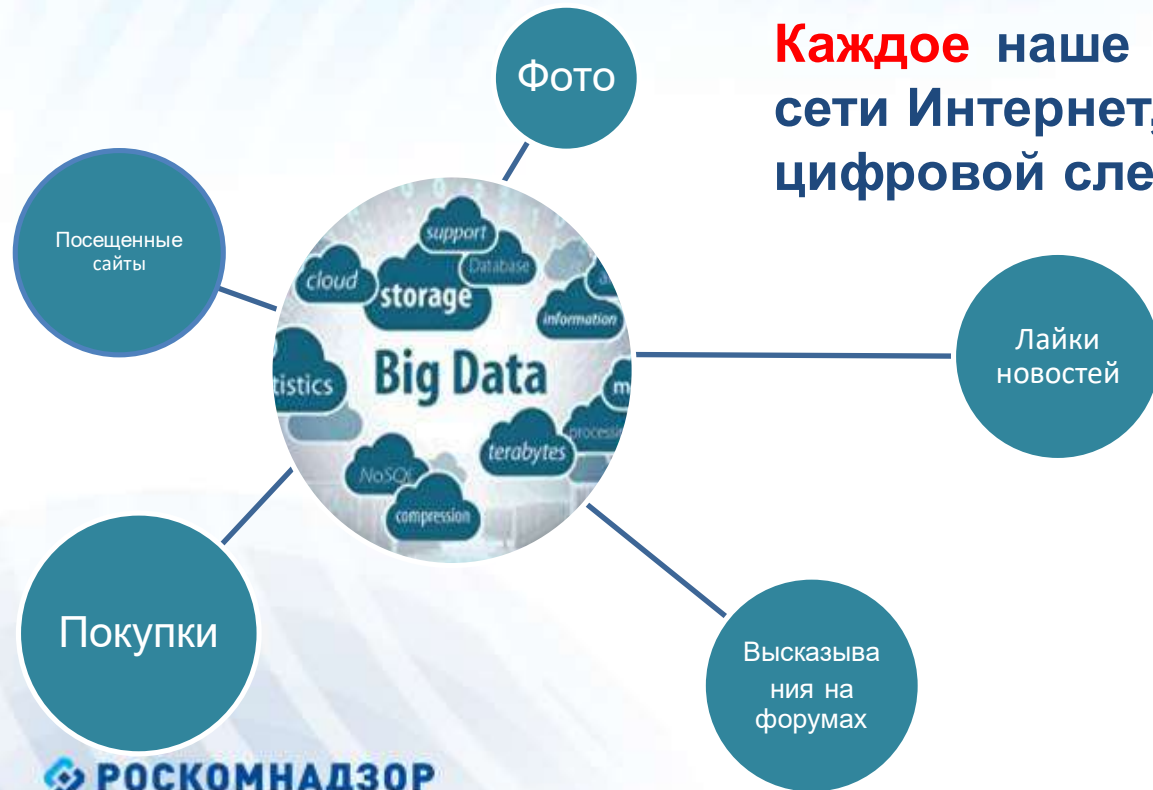 Фото
Каждое наше
сети Интернет,
цифровой сле
Посещенные
сайты
support
Database
cloud
storage
information
tistics
Big Data
m
processin
terabytes
NoSQL
compression
Лайки
новостей
Покупки
Высказыва
ния на
форумах
РОСКОМНАДЗОР